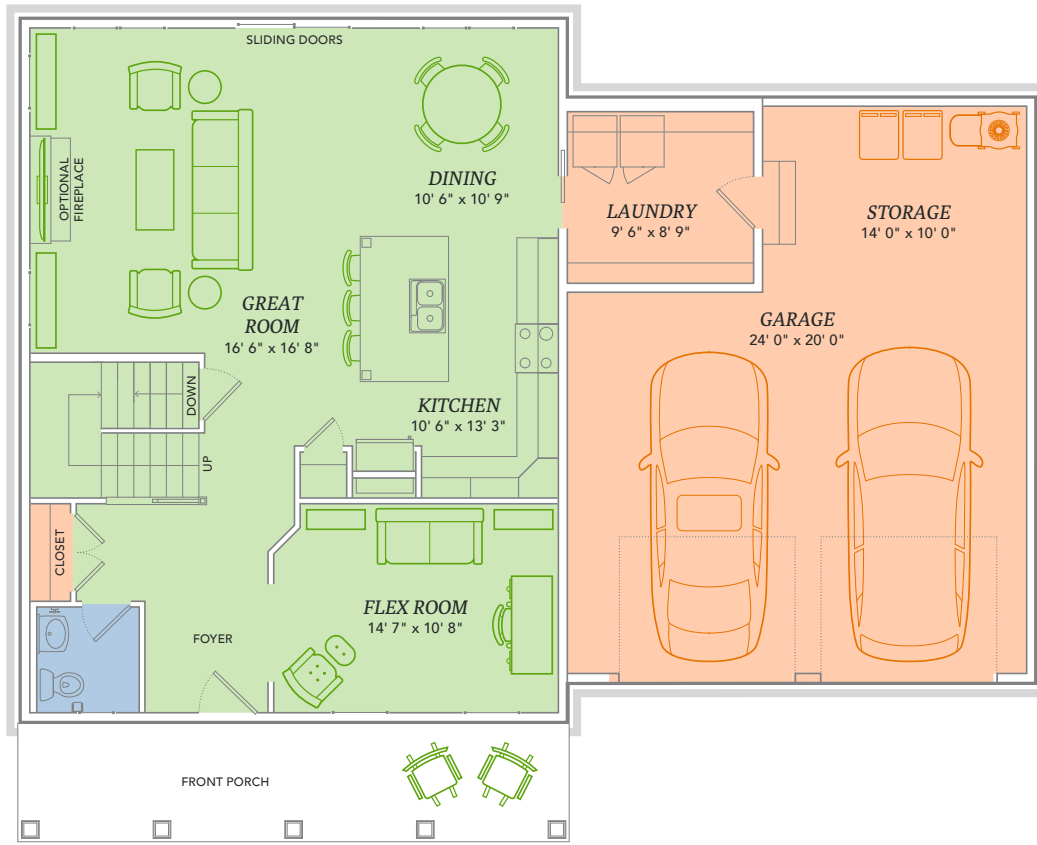 SLIDING DOORS
OPTIONAL
FIREPLACE
DINING
10' 6" x 10' 9"
LAUNDRY
9' 6" x 8' 9"
STORAGE
14' 0" x 10' 0"
GREAT
ROOM
16' 6" x 16' 8"
GARAGE
24' 0" x 20' 0"
DOWN
KITCHEN
10' 6" x 13' 3"
UP
CLOSET
FLEX ROOM
14' 7" x 10' 8"
FOYER
FRONT PORCH